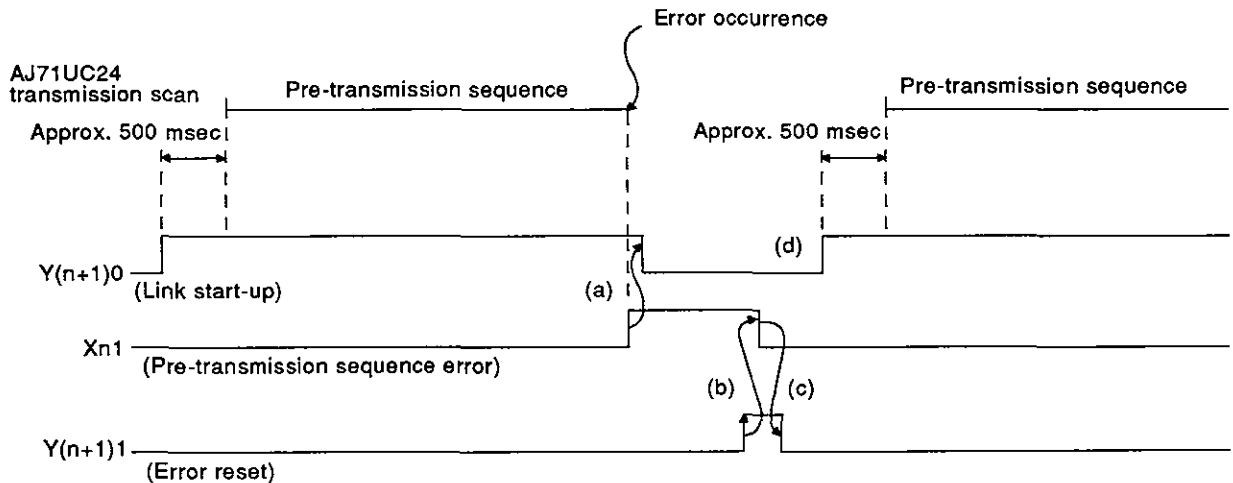 Error occurrence
AJ71UC24
transmission scan
Pre-transmission sequence
Pre-transmission sequence
Approx. 500 msec
Approx. 500 msec
Y(n+1)0
(Link start-up)
(a)
(d)
Xn1
(Pre-transmission sequence error)
(b)
(c)
Y(n+1)1
(Error reset)